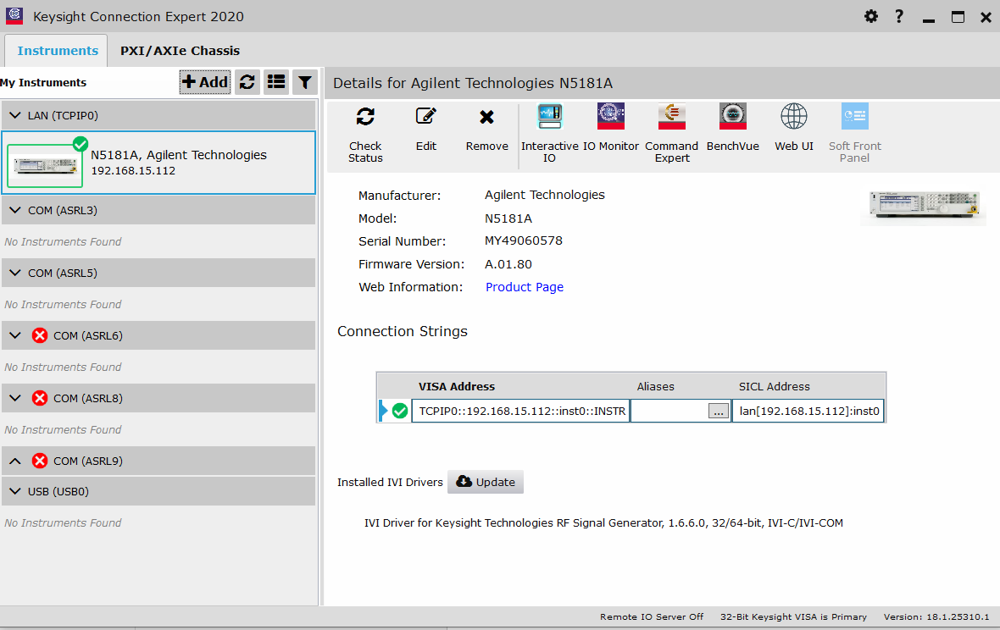 Keysight Connection Expert 2020
Instruments
PXI/AXIe Chassis
My Instruments
Add
LAN (TCPIP0)
N5181A, Agilent Technologies
192.168.15.112
COM (ASRL3)
No Instruments Found
COM (ASRL5)
No Instruments Found
COM (ASRL6)
No Instruments Found
COM (ASRL8)
No Instruments Found
COM (ASRL9)
USB (USB0)
No Instruments Found
Details for Agilent Technologies N5181A
Check Status
Edit
Remove
Interactive IO
IO Monitor
Command Expert
BenchVue
Web UI
Soft Front Panel
Manufacturer: Agilent Technologies
Model: N5181A
Serial Number: MY49060578
Firmware Version: A.01.80
Web Information: Product Page
Connection Strings
VISA Address Aliases SICL Address
TCPIP0::192.168.15.112::inst0::INSTR ... lan[192.168.15.112]:inst0
Installed IVI Drivers Update
IVI Driver for Keysight Technologies RF Signal Generator, 1.6.6.0, 32/64-bit, IVI-C/IVI-COM
Remote IO Server Off 32-Bit Keysight VISA is Primary Version: 18.1.25310.1